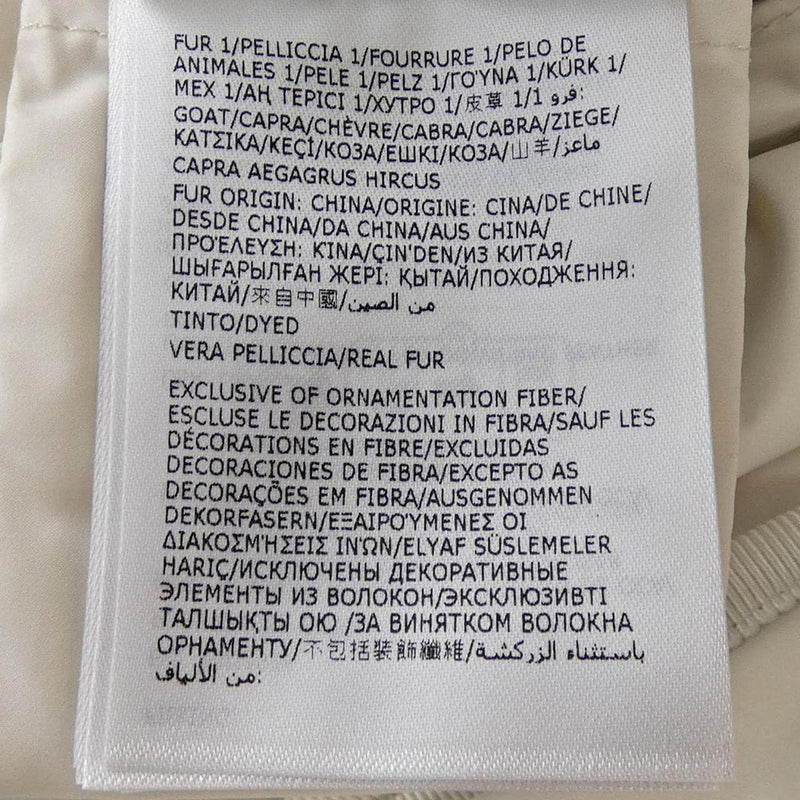 FUR 1/PELLICCIA 1/FOURRURE 1/PELO DE
ANIMALES 1/PELE 1/PELZ 1/ΓΟΎΝΑ 1/KÜRK 1/
МЕХ 1/АҢ ТЕРІСІ 1/ХУТРО 1/皮草 1/1 فرو:
GOAT/CAPRA/CHÈVRE/CABRA/CABRA/ZIEGE/
ΚΑΤΣΙΚΑ/KEÇİ/КОЗА/ЕШКІ/КОЗА/山羊/ماعز
CAPRA AEGAGRUS HIRCUS
FUR ORIGIN: CHINA/ORIGINE: CINA/DE CHINE/
DESDE CHINA/DA CHINA/AUS CHINA/
ΠΡΟΈΛΕΥΣΗ: ΚΊΝΑ/ÇIN'DEN/ИЗ КИТАЯ/
ШЫҒАРЫЛҒАН ЖЕРІ: ҚЫТАЙ/ПОХОДЖЕННЯ:
КИТАЙ/來自中國/من الصين
TINTO/DYED
VERA PELLICCIA/REAL FUR
EXCLUSIVE OF ORNAMENTATION FIBER/
ESCLUSE LE DECORAZIONI IN FIBRA/SAUF LES
DÉCORATIONS EN FIBRE/EXCLUIDAS
DECORACIONES DE FIBRA/EXCEPTO AS
DECORAÇÕES EM FIBRA/AUSGENOMMEN
DEKORFASERN/ΕΞΑΙΡΟΎΜΕΝΕΣ ΟΙ
ΔΙΑΚΟΣΜΉΣΕΙΣ ΙΝΏΝ/ELYAF SÜSLEMELER
HARIÇ/ИСКЛЮЧЕНЫ ДЕКОРАТИВНЫЕ
ЭЛЕМЕНТЫ ИЗ ВОЛОКОН/ЭКСКЛЮЗИВТІ
ТАЛШЫҚТЫ ОЮ /ЗА ВИНЯТКОМ ВОЛОКНА
ОРНАМЕНТУ/不包括裝飾纖維/باستثناء الزركشة
من الألياف: